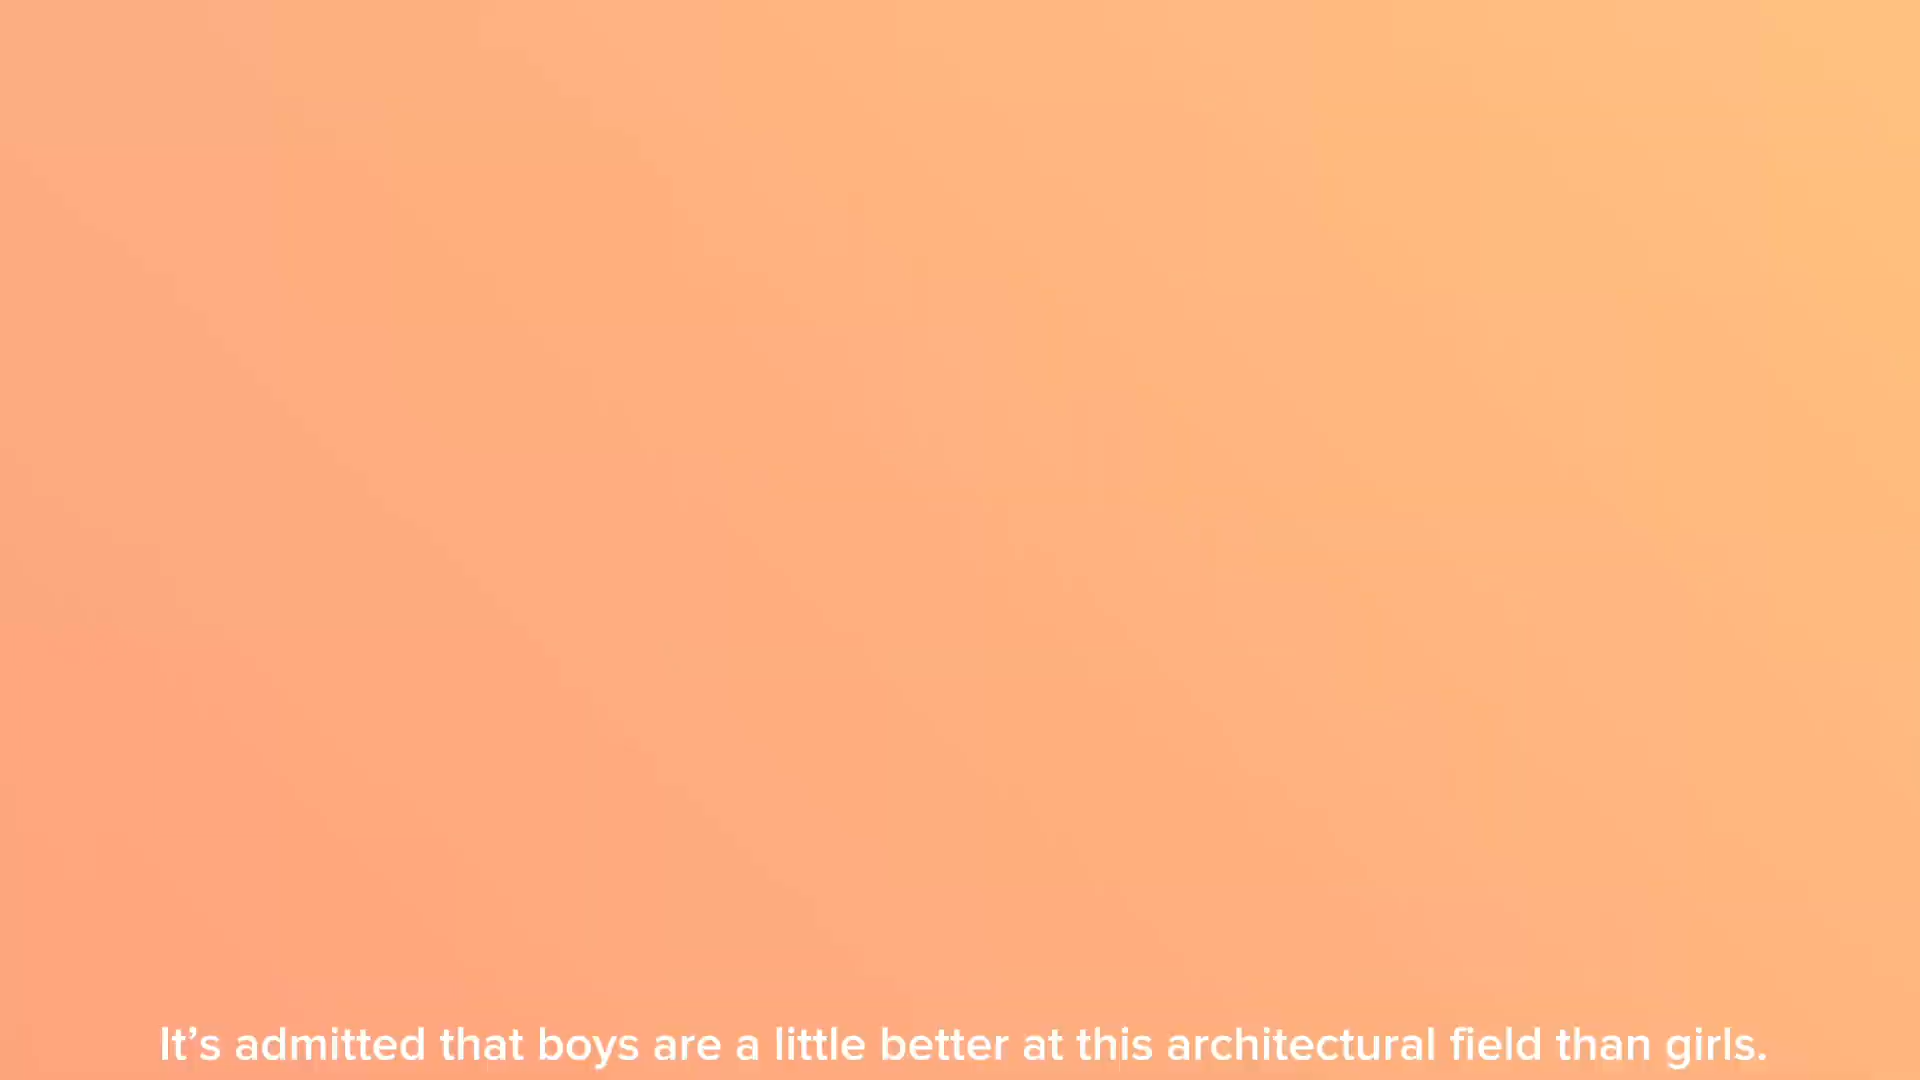 It’s admitted that boys are a little better at this architectural field than girls.